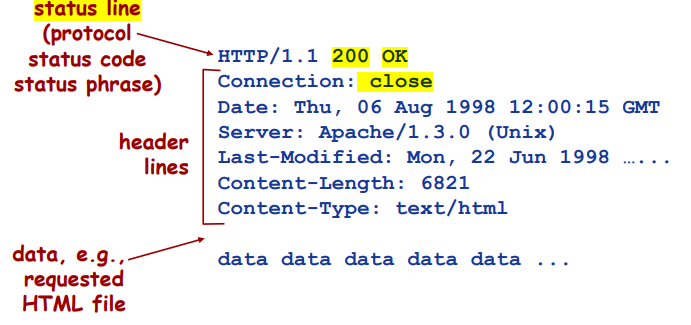 status line
(protocol
status code
status phrase)
HTTP/1.1 200 OK
Connection: close
Date: Thu, 06 Aug 1998 12:00:15 GMT
Server: Apache/1.3.0 (Unix)
Last-Modified: Mon, 22 Jun 1998 …...
Content-Length: 6821
Content-Type: text/html
header
lines
data, e.g.,
requested
HTML file
data data data data data ...